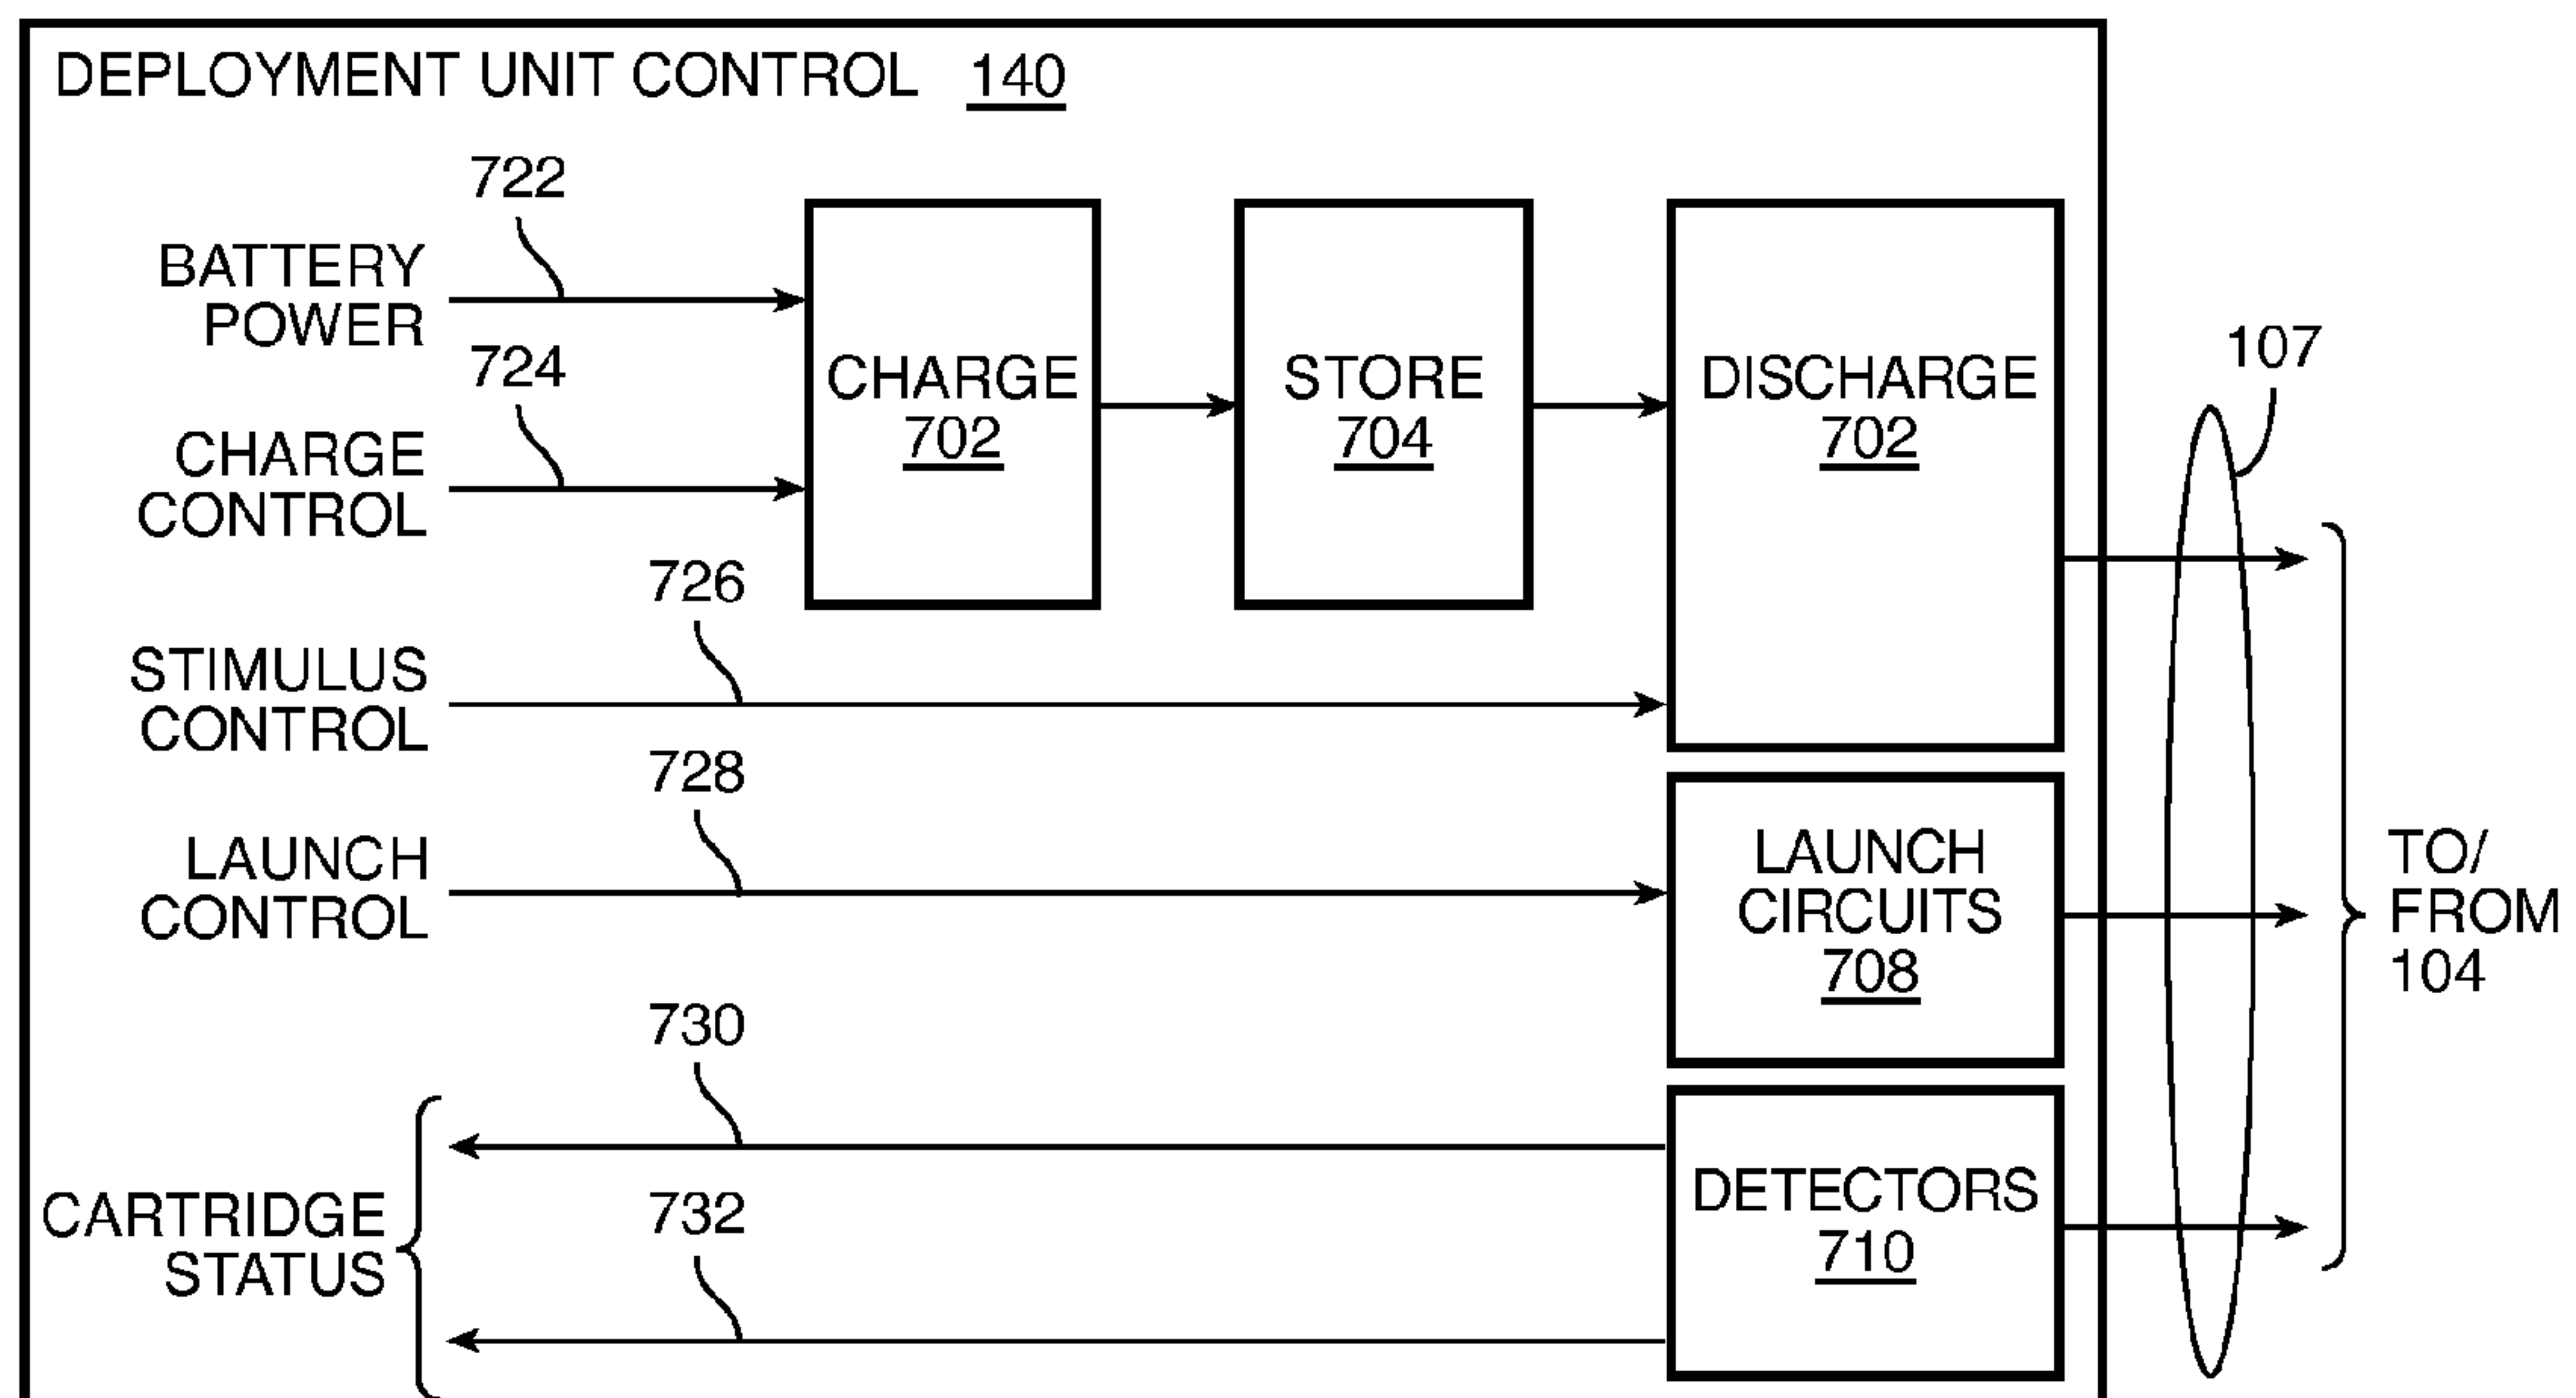 DEPLOYMENT UNIT CONTROL 140
722
BATTERY
POWER
724
CHARGE
CONTROL
CHARGE
702
STORE
704
DISCHARGE
702
107
726
STIMULUS
CONTROL
728
LAUNCH
CONTROL
LAUNCH
CIRCUITS
708
TO/
FROM
104
730
CARTRIDGE
STATUS
732
DETECTORS
710